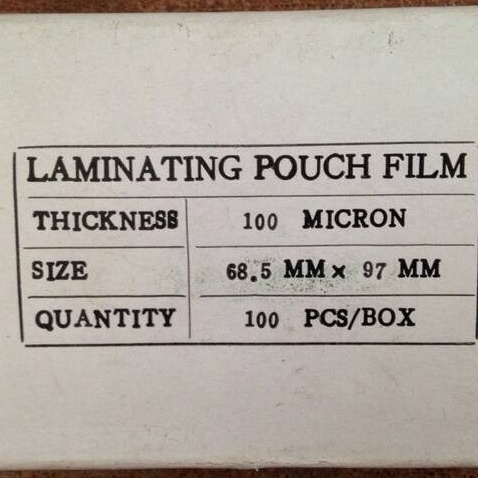 LAMINATING POUCH FILM
THICKNESS 100 MICRON
SIZE 68.5 MM x 97 MM
QUANTITY 100 PCS/BOX